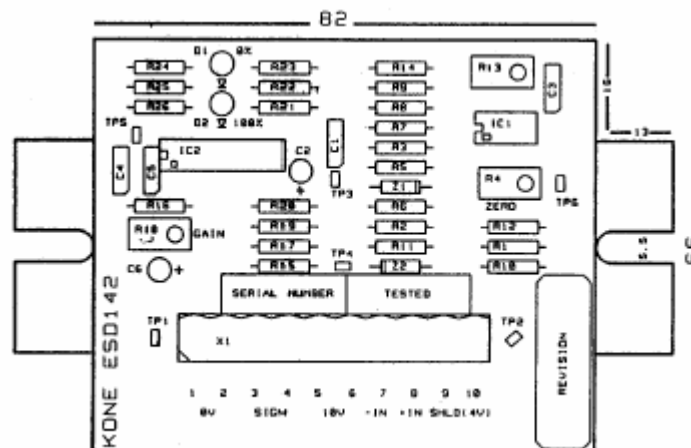 82
D1 0%
R24 R23 R14 R13
R25 R22 R9 C3 16
R26 R21 R8
D2 100%
TP5 R7 IC1 13
IC2 C2 C1 R3
C4 C5 R5
TP3 Z1 R4 TP6
R16 R20 R6 ZERO
R18 GAIN R19 R2 R12
R17 R11 R1 5.5
TP4
C6 R15 Z2 R10
SERIAL NUMBER TESTED
TP1 X1 TP2
1 2 3 4 5 6 7 8 9 10
0V SIGM 10V -IN +IN SHLD(4V)
KONE ESD142
REVISION